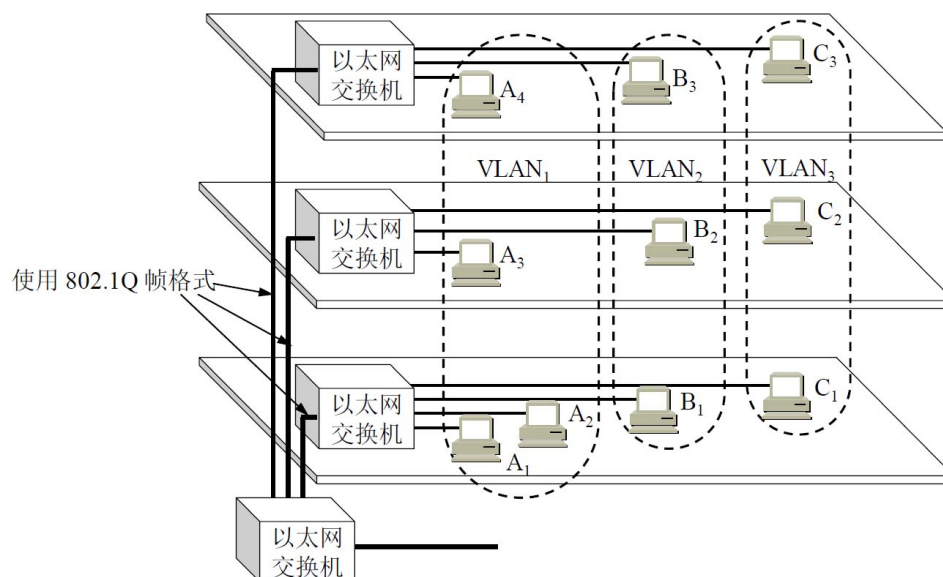 以太网
交换机
A₄
B₃
C₃
VLAN₁
VLAN₂
VLAN₃
以太网
交换机
A₃
B₂
C₂
使用 802.1Q 帧格式
以太网
交换机
A₁
A₂
B₁
C₁
以太网
交换机